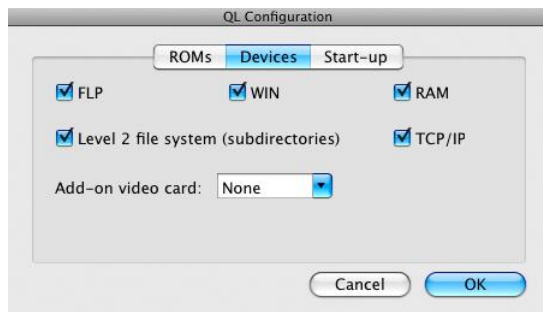 QL Configuration
ROMs Devices Start-up
FLP WIN RAM
Level 2 file system (subdirectories) TCP/IP
Add-on video card: None
Cancel OK